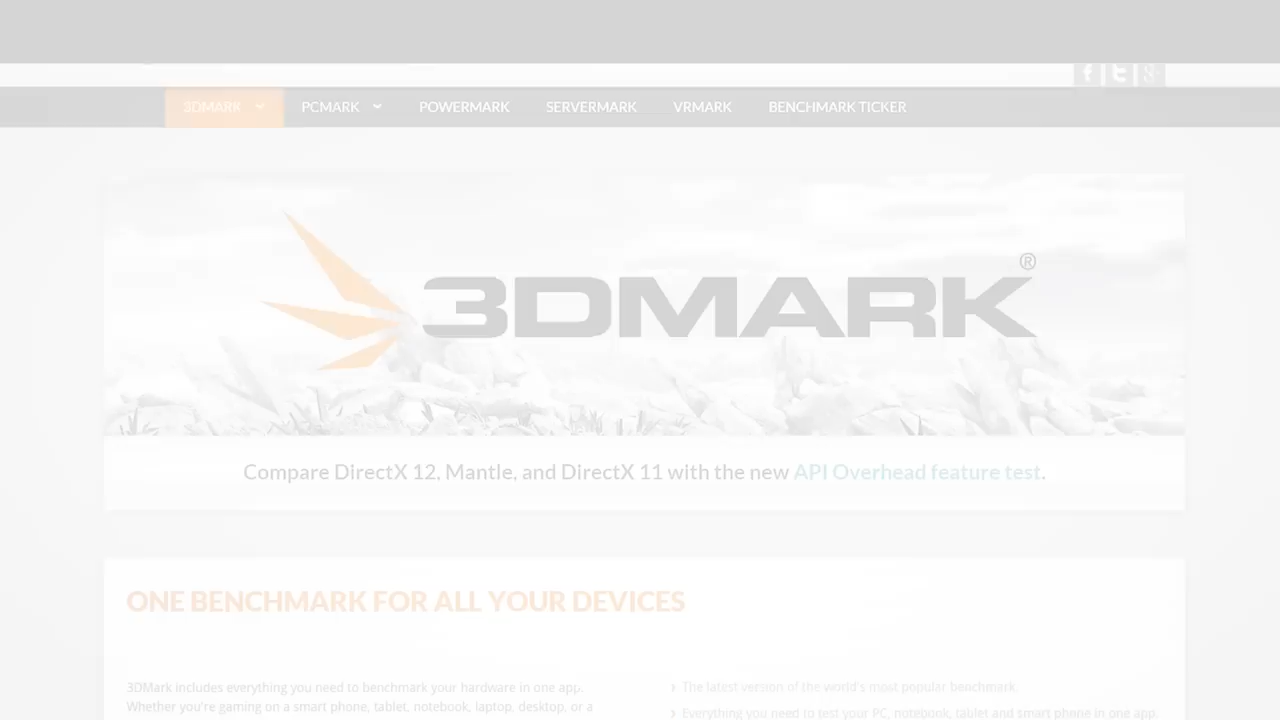 3DMARK PCMARK POWERMARK SERVERMARK VRMARK BENCHMARK TICKER
3DMARK®
Compare DirectX 12, Mantle, and DirectX 11 with the new API Overhead feature test.
ONE BENCHMARK FOR ALL YOUR DEVICES
3DMark includes everything you need to benchmark your hardware in one app.
Whether you're gaming on a smart phone, tablet, notebook, laptop, desktop, or a
The latest version of the world's most popular benchmark.
Everything you need to test your PC, notebook, tablet and smart phone in one app.